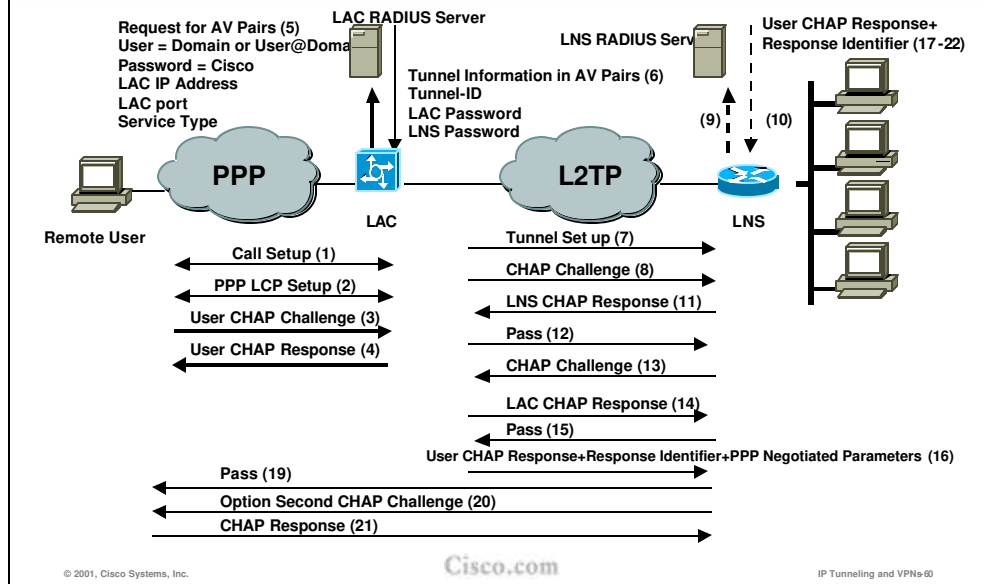 Request for AV Pairs (5)
User = Domain or User@Doma
Password = Cisco
LAC IP Address
LAC port
Service Type
LAC RADIUS Server
Tunnel Information in AV Pairs (6)
Tunnel-ID
LAC Password
LNS Password
LNS RADIUS Serv
User CHAP Response+
Response Identifier (17-22)
(9)
(10)
PPP
L2TP
Remote User
LAC
LNS
Call Setup (1)
PPP LCP Setup (2)
User CHAP Challenge (3)
User CHAP Response (4)
Tunnel Set up (7)
CHAP Challenge (8)
LNS CHAP Response (11)
Pass (12)
CHAP Challenge (13)
LAC CHAP Response (14)
Pass (15)
User CHAP Response+Response Identifier+PPP Negotiated Parameters (16)
Pass (19)
Option Second CHAP Challenge (20)
CHAP Response (21)
© 2001, Cisco Systems, Inc.
Cisco.com
IP Tunneling and VPNs-60